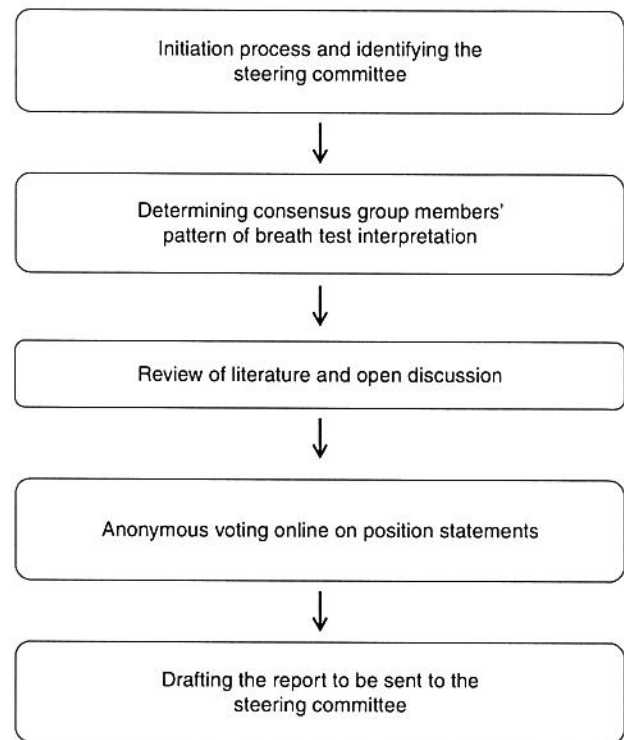 Initiation process and identifying the
steering committee
Determining consensus group members'
pattern of breath test interpretation
Review of literature and open discussion
Anonymous voting online on position statements
Drafting the report to be sent to the
steering committee